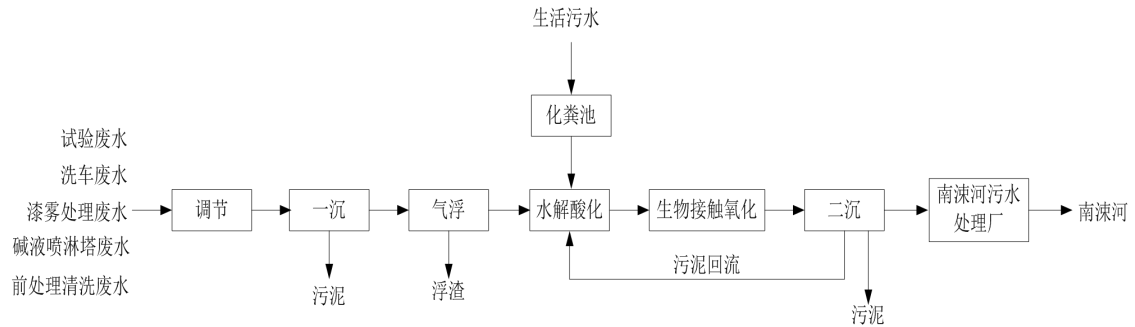 生活污水
化粪池
试验废水
洗车废水
漆雾处理废水
碱液喷淋塔废水
前处理清洗废水
调节
一沉
气浮
水解酸化
生物接触氧化
二沉
南涑河污水
处理厂
南涑河
污泥回流
污泥
浮渣
污泥